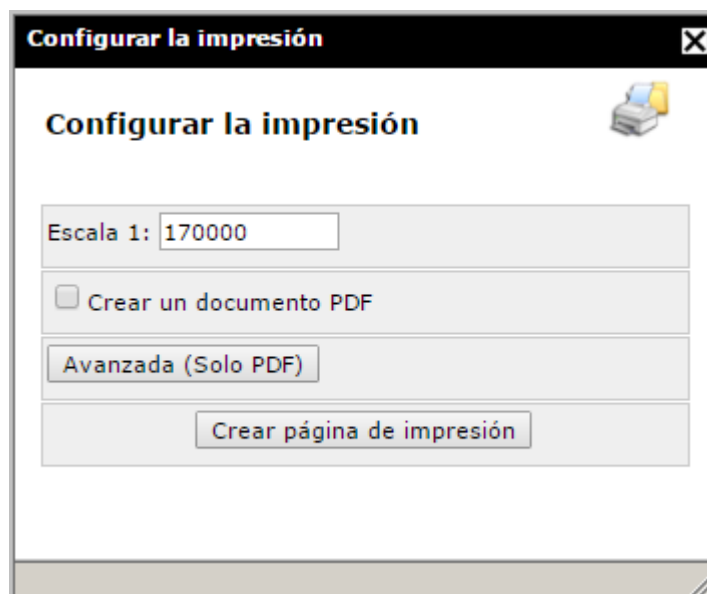 Configurar la impresión
Configurar la impresión
Escala 1: 170000
Crear un documento PDF
Avanzada (Solo PDF)
Crear página de impresión